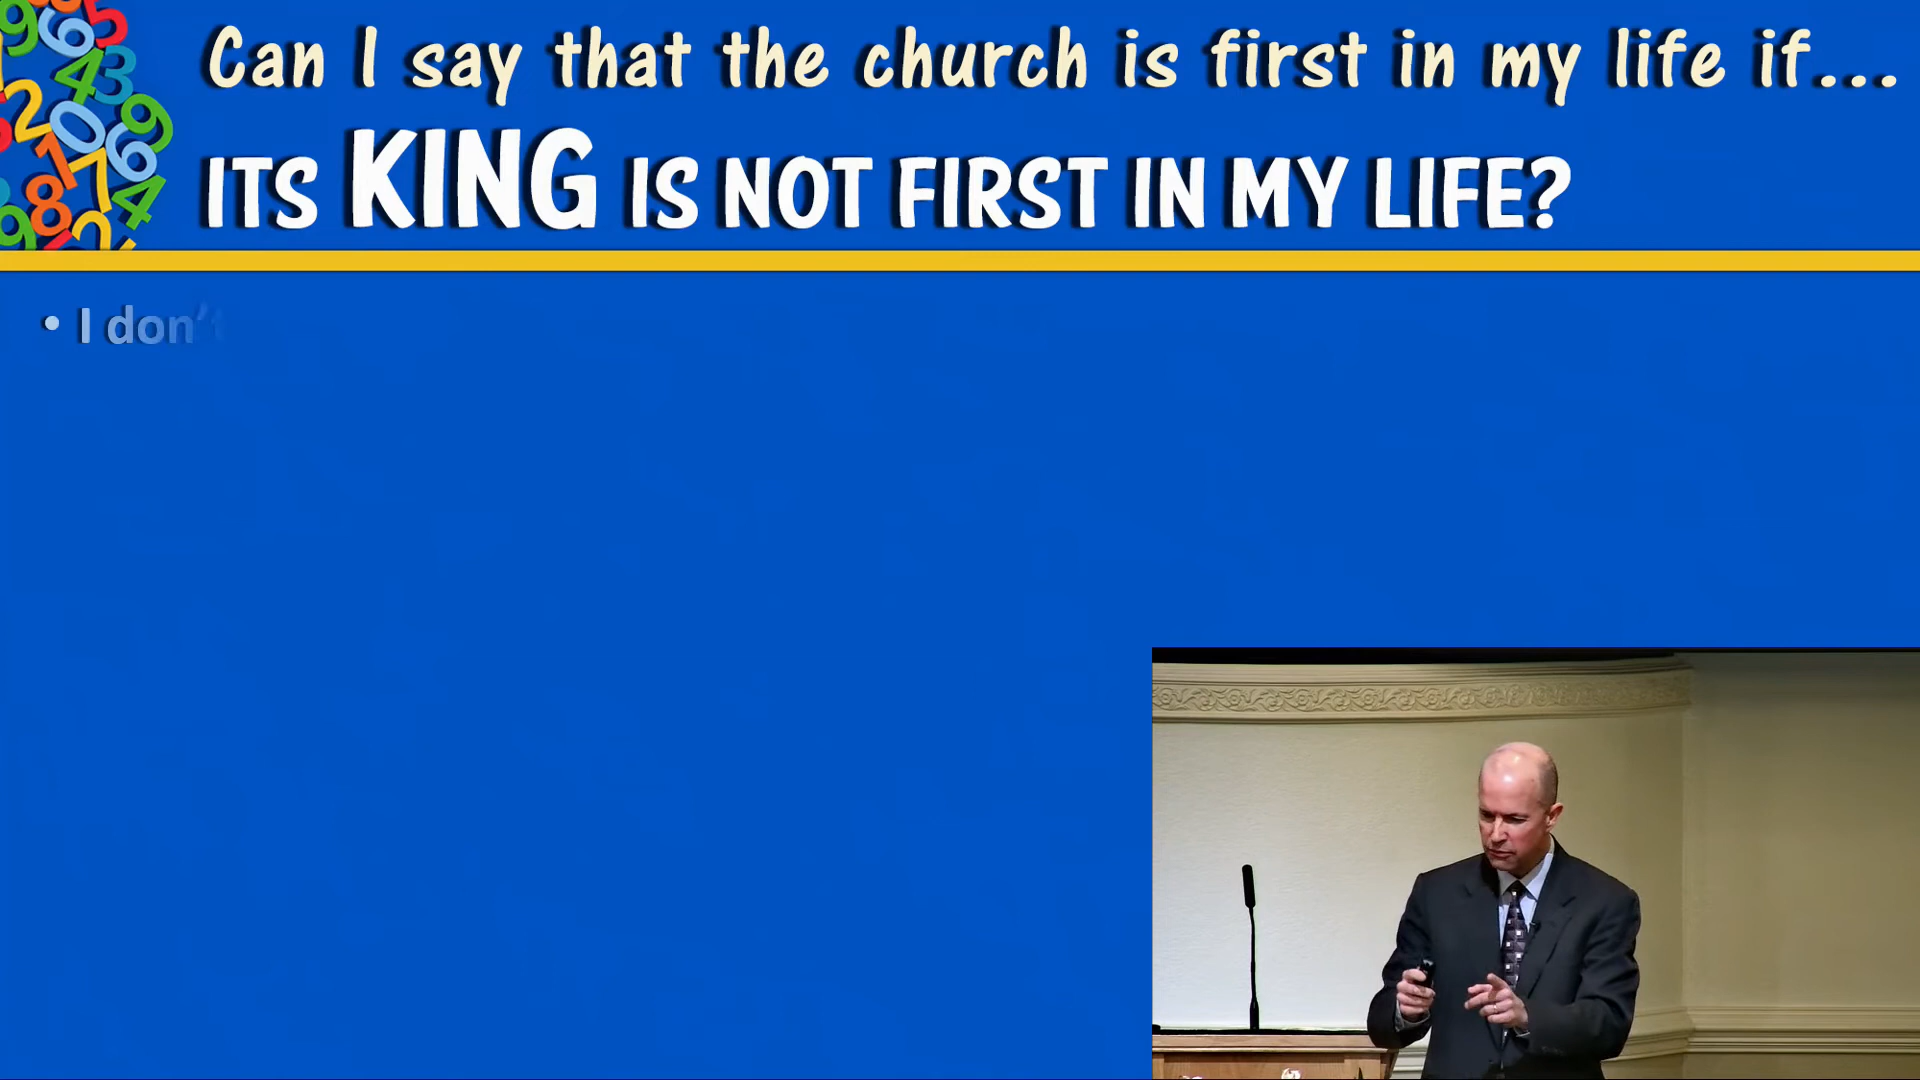 Can I say that the church is first in my life if...
ITS KING IS NOT FIRST IN MY LIFE?
• I don't